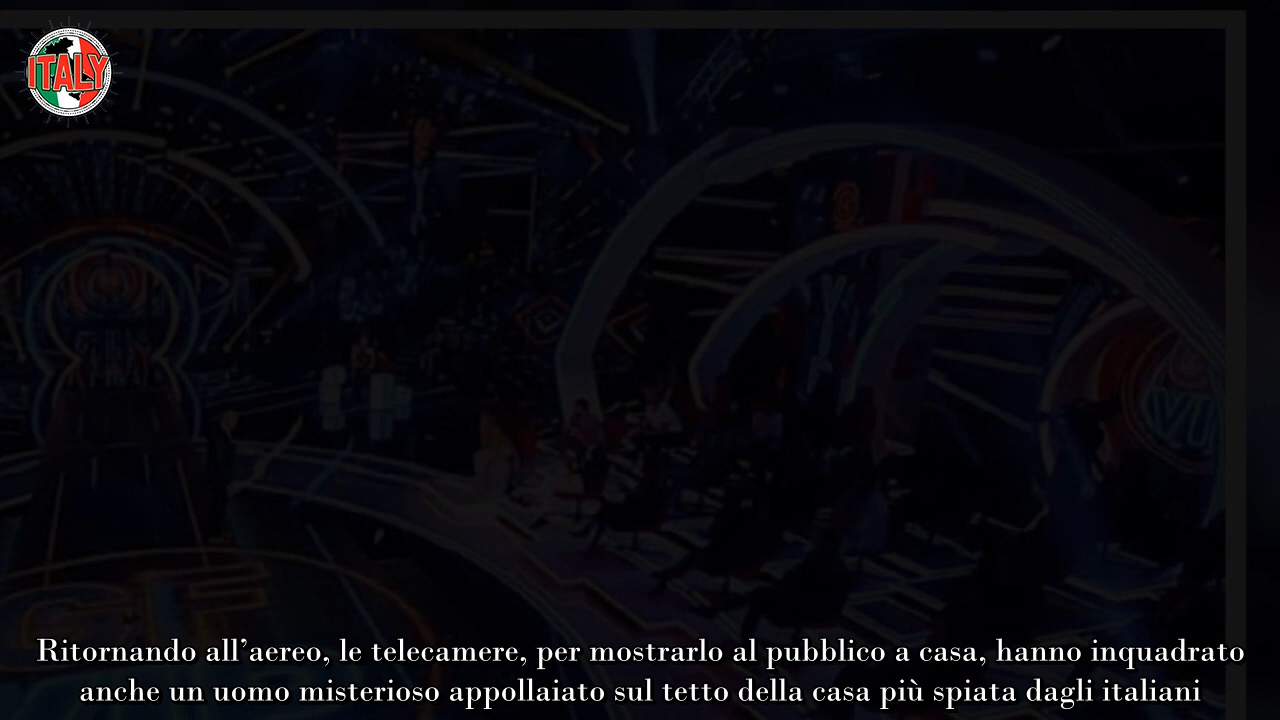 ITALY
Ritornando all'aereo, le telecamere, per mostrarlo al pubblico a casa, hanno inquadrato
anche un uomo misterioso appollaiato sul tetto della casa più spiata dagli italiani